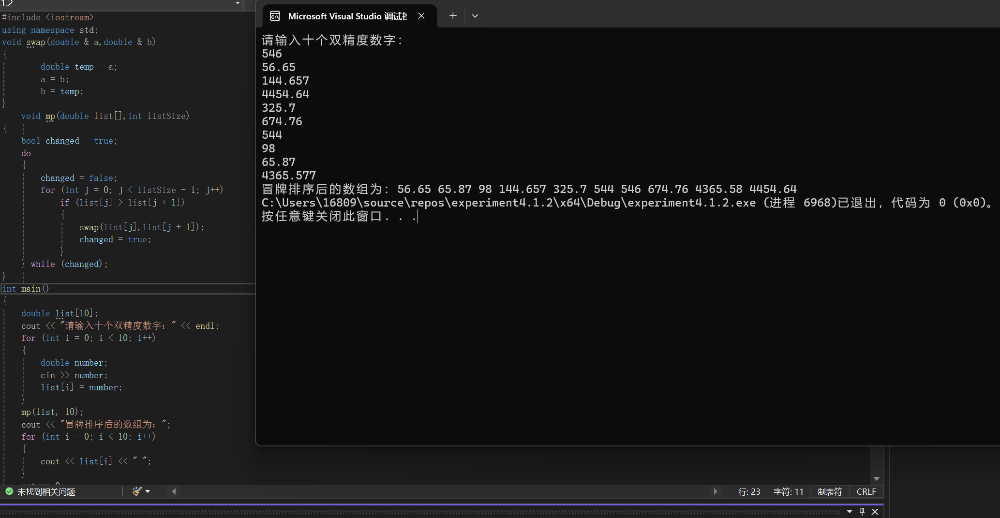 1.2
#include <iostream>
using namespace std;
void swap(double & a,double & b)
{
double temp = a;
a = b;
b = temp;
}
void mp(double list[],int listSize)
{
bool changed = true;
do
{
changed = false;
for (int j = 0; j < listSize - 1; j++)
if (list[j] > list[j + 1])
{
swap(list[j],list[j + 1]);
changed = true;
}
} while (changed);
}
int main()
{
double list[10];
cout << "请输入十个双精度数字：" << endl;
for (int i = 0; i < 10; i++)
{
double number;
cin >> number;
list[i] = number;
}
mp(list, 10);
cout << "冒牌排序后的数组为：";
for (int i = 0; i < 10; i++)
{
cout << list[i] << " ";
}
return 0;
未找到相关问题
行: 23 字符: 11 制表符 CRLF
Microsoft Visual Studio 调试
请输入十个双精度数字：
546
56.65
144.657
4454.64
325.7
674.76
544
98
65.87
4365.577
冒牌排序后的数组为：56.65 65.87 98 144.657 325.7 544 546 674.76 4365.58 4454.64
C:\Users\16809\source\repos\experiment4.1.2\x64\Debug\experiment4.1.2.exe (进程 6968)已退出，代码为 0 (0x0)。
按任意键关闭此窗口. . .